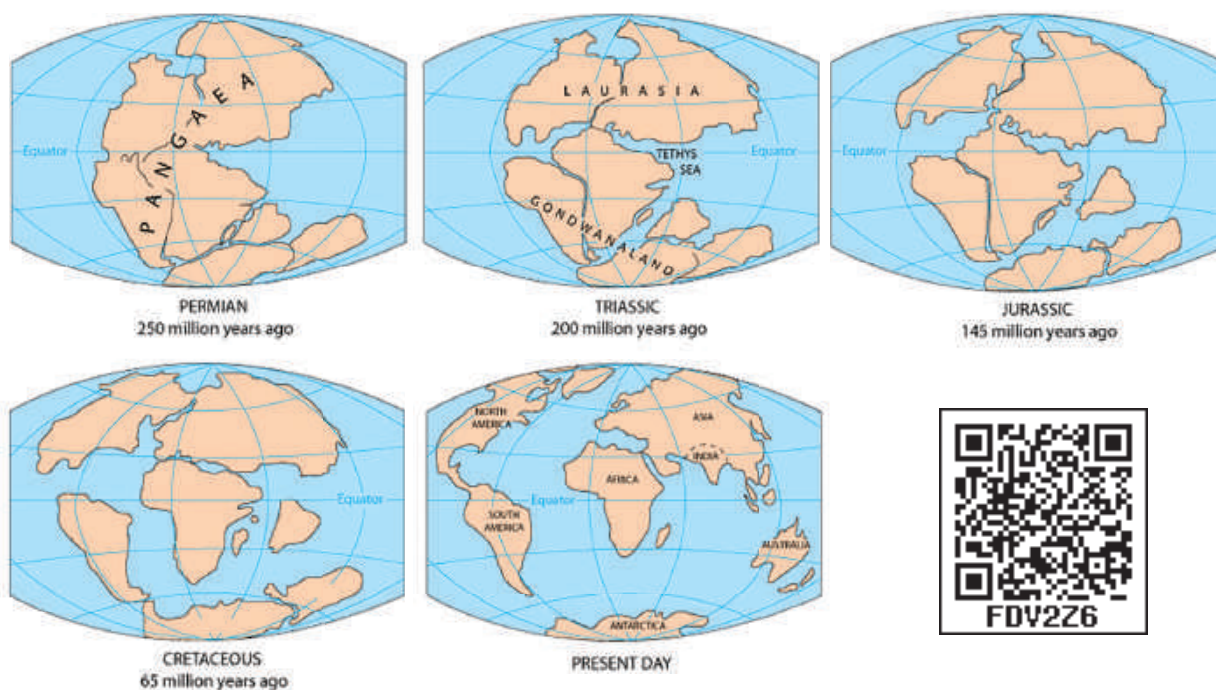 PANGAEA
Equator
PERMIAN
250 million years ago
LAURASIA
TETHYS
SEA
Equator
GONDWANALAND
TRIASSIC
200 million years ago
Equator
JURASSIC
145 million years ago
Equator
CRETACEOUS
65 million years ago
NORTH
AMERICA
ASIA
INDIA
AFRICA
Equator
SOUTH
AMERICA
AUSTRALIA
ANTARCTICA
PRESENT DAY
FDV2Z6